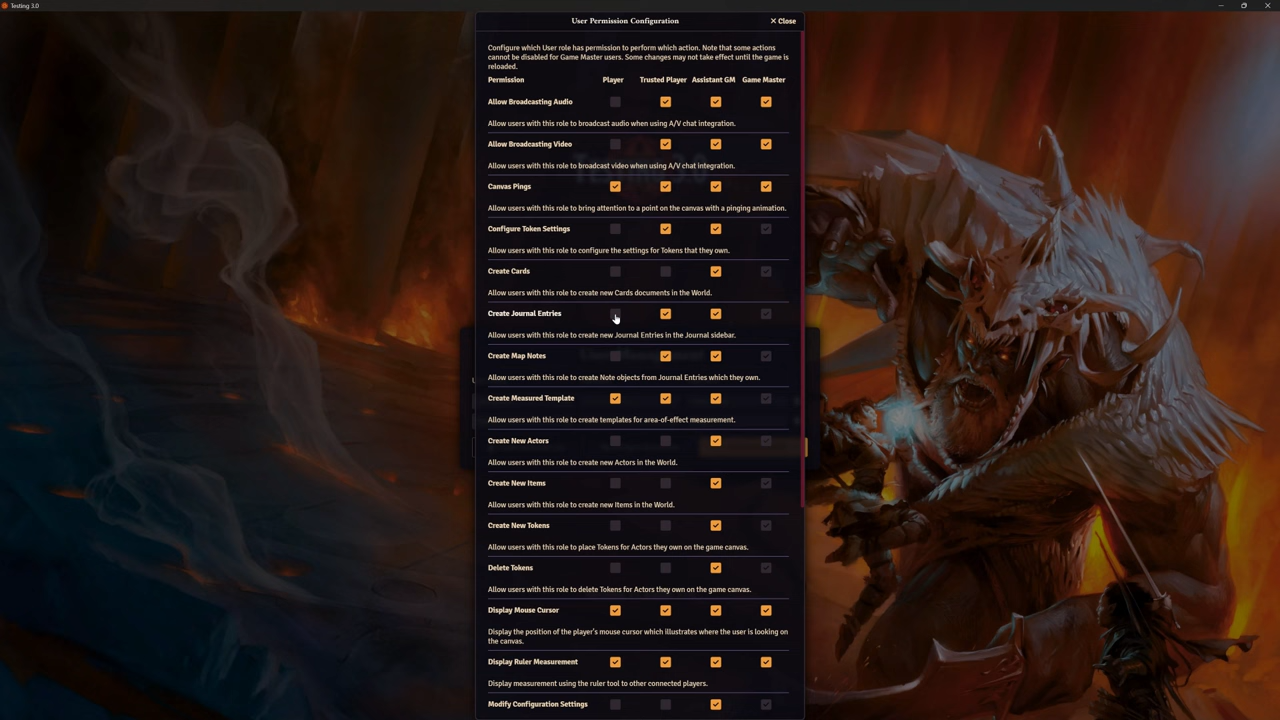 Testing 3.0
User Permission Configuration
Close
Configure which User role has permission to perform which action. Note that some actions
cannot be disabled for Game Master users. Some changes may not take effect until the game is
reloaded.
Permission Player Trusted Player Assistant GM Game Master
Allow Broadcasting Audio
Allow users with this role to broadcast audio when using A/V chat integration.
Allow Broadcasting Video
Allow users with this role to broadcast video when using A/V chat integration.
Canvas Pings
Allow users with this role to bring attention to a point on the canvas with a pinging animation.
Configure Token Settings
Allow users with this role to configure the settings for Tokens that they own.
Create Cards
Allow users with this role to create new Cards documents in the World.
Create Journal Entries
Allow users with this role to create new Journal Entries in the Journal sidebar.
Create Map Notes
Allow users with this role to create Note objects from Journal Entries which they own.
Create Measured Template
Allow users with this role to create templates for area-of-effect measurement.
Create New Actors
Allow users with this role to create new Actors in the World.
Create New Items
Allow users with this role to create new Items in the World.
Create New Tokens
Allow users with this role to place Tokens for Actors they own on the game canvas.
Delete Tokens
Allow users with this role to delete Tokens for Actors they own on the game canvas.
Display Mouse Cursor
Display the position of the player's mouse cursor which illustrates where the user is looking on
the canvas.
Display Ruler Measurement
Display measurement using the ruler tool to other connected players.
Modify Configuration Settings